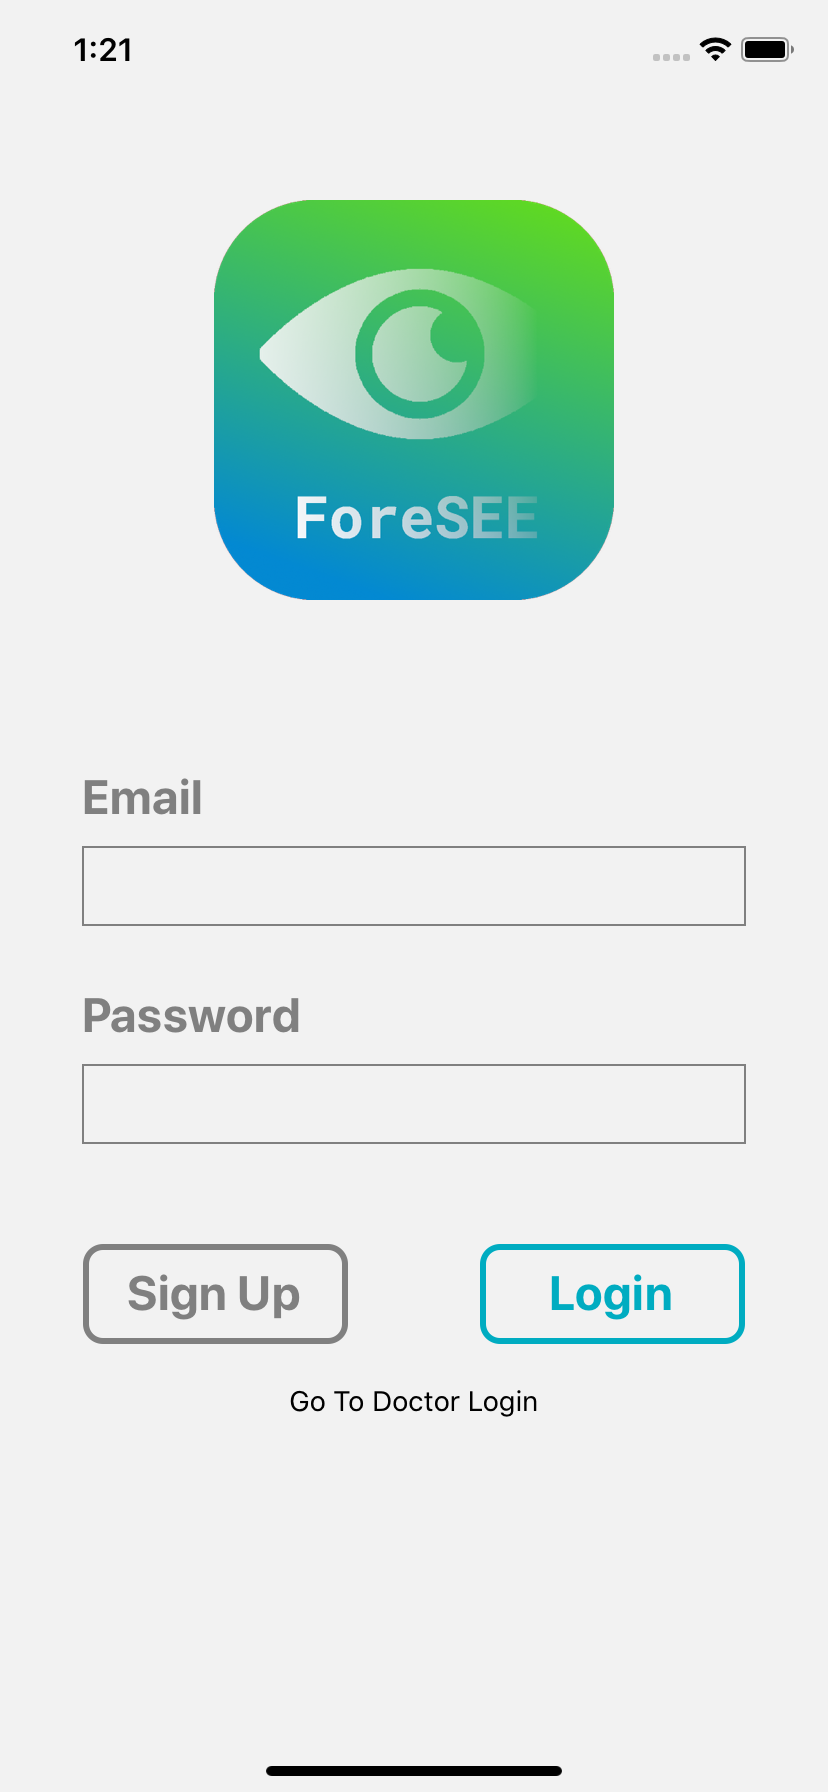 1:21
ForeSEE
Email
Password
Sign Up
Login
Go To Doctor Login